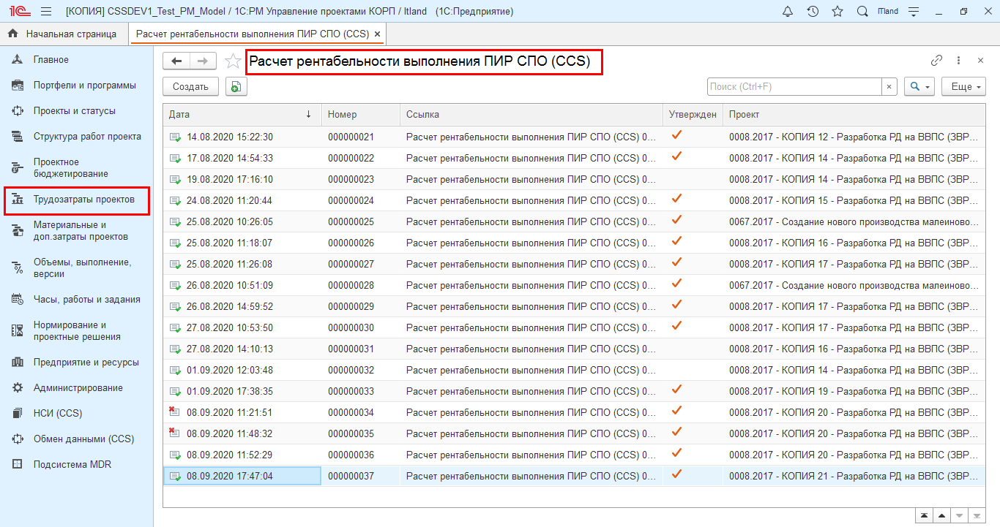 [КОПИЯ] CSSDEV1_Test_PM_Model / 1С:PM Управление проектами КОРП / Itland (1С:Предприятие)
ITland
Начальная страница
Расчет рентабельности выполнения ПИР СПО (CCS) ×
Главное
Портфели и программы
Проекты и статусы
Структура работ проекта
Проектное
бюджетирование
Трудозатраты проектов
Материальные и
доп.затраты проектов
Объемы, выполнение,
версии
Часы, работы и задания
Нормирование и
проектные решения
Предприятие и ресурсы
Администрирование
НСИ (CCS)
Обмен данными (CCS)
Подсистема MDR
Расчет рентабельности выполнения ПИР СПО (CCS)
Создать
Поиск (Ctrl+F) ×
Еще
Дата ↓ Номер Ссылка Утвержден Проект
14.08.2020 15:22:30 000000021 Расчет рентабельности выполнения ПИР СПО (CCS) 0... 0008.2017 - КОПИЯ 12 - Разработка РД на ВВПС (ЗВР...
17.08.2020 14:54:33 000000022 Расчет рентабельности выполнения ПИР СПО (CCS) 0... 0008.2017 - КОПИЯ 14 - Разработка РД на ВВПС (ЗВР...
19.08.2020 17:16:10 000000023 Расчет рентабельности выполнения ПИР СПО (CCS) 0... 0008.2017 - КОПИЯ 14 - Разработка РД на ВВПС (ЗВР...
24.08.2020 11:20:44 000000024 Расчет рентабельности выполнения ПИР СПО (CCS) 0... 0008.2017 - КОПИЯ 15 - Разработка РД на ВВПС (ЗВР...
25.08.2020 10:26:05 000000025 Расчет рентабельности выполнения ПИР СПО (CCS) 0... 0067.2017 - Создание нового производства малеиново...
25.08.2020 11:18:07 000000026 Расчет рентабельности выполнения ПИР СПО (CCS) 0... 0008.2017 - КОПИЯ 16 - Разработка РД на ВВПС (ЗВР...
25.08.2020 11:26:08 000000027 Расчет рентабельности выполнения ПИР СПО (CCS) 0... 0008.2017 - КОПИЯ 17 - Разработка РД на ВВПС (ЗВР...
26.08.2020 10:51:09 000000028 Расчет рентабельности выполнения ПИР СПО (CCS) 0... 0067.2017 - Создание нового производства малеиново...
26.08.2020 14:59:52 000000029 Расчет рентабельности выполнения ПИР СПО (CCS) 0... 0008.2017 - КОПИЯ 17 - Разработка РД на ВВПС (ЗВР...
27.08.2020 10:53:50 000000030 Расчет рентабельности выполнения ПИР СПО (CCS) 0... 0008.2017 - КОПИЯ 17 - Разработка РД на ВВПС (ЗВР...
27.08.2020 14:10:13 000000031 Расчет рентабельности выполнения ПИР СПО (CCS) 0... 0008.2017 - КОПИЯ 16 - Разработка РД на ВВПС (ЗВР...
01.09.2020 12:03:48 000000032 Расчет рентабельности выполнения ПИР СПО (CCS) 0... 0008.2017 - КОПИЯ 14 - Разработка РД на ВВПС (ЗВР...
01.09.2020 17:38:35 000000033 Расчет рентабельности выполнения ПИР СПО (CCS) 0... 0008.2017 - КОПИЯ 19 - Разработка РД на ВВПС (ЗВР...
08.09.2020 11:21:51 000000034 Расчет рентабельности выполнения ПИР СПО (CCS) 0... 0008.2017 - КОПИЯ 20 - Разработка РД на ВВПС (ЗВР...
08.09.2020 11:48:32 000000035 Расчет рентабельности выполнения ПИР СПО (CCS) 0... 0008.2017 - КОПИЯ 20 - Разработка РД на ВВПС (ЗВР...
08.09.2020 11:52:29 000000036 Расчет рентабельности выполнения ПИР СПО (CCS) 0... 0008.2017 - КОПИЯ 20 - Разработка РД на ВВПС (ЗВР...
08.09.2020 17:47:04 000000037 Расчет рентабельности выполнения ПИР СПО (CCS) 0... 0008.2017 - КОПИЯ 21 - Разработка РД на ВВПС (ЗВР...